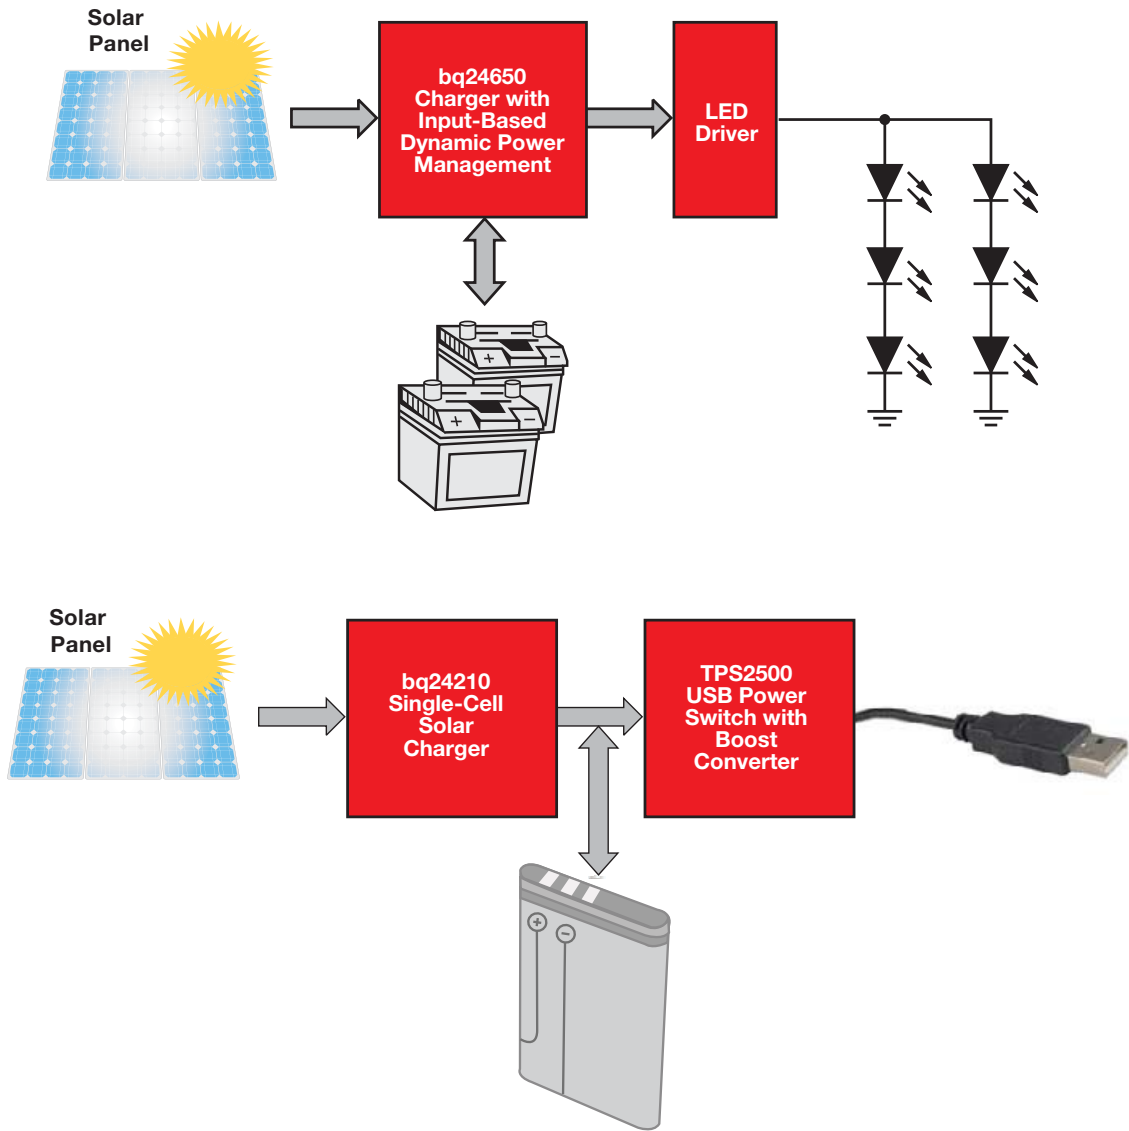 Solar
Panel
bq24650
Charger with
Input-Based
Dynamic Power
Management
LED
Driver
+ −
+ −
Solar
Panel
bq24210
Single-Cell
Solar
Charger
TPS2500
USB Power
Switch with
Boost
Converter
+ −